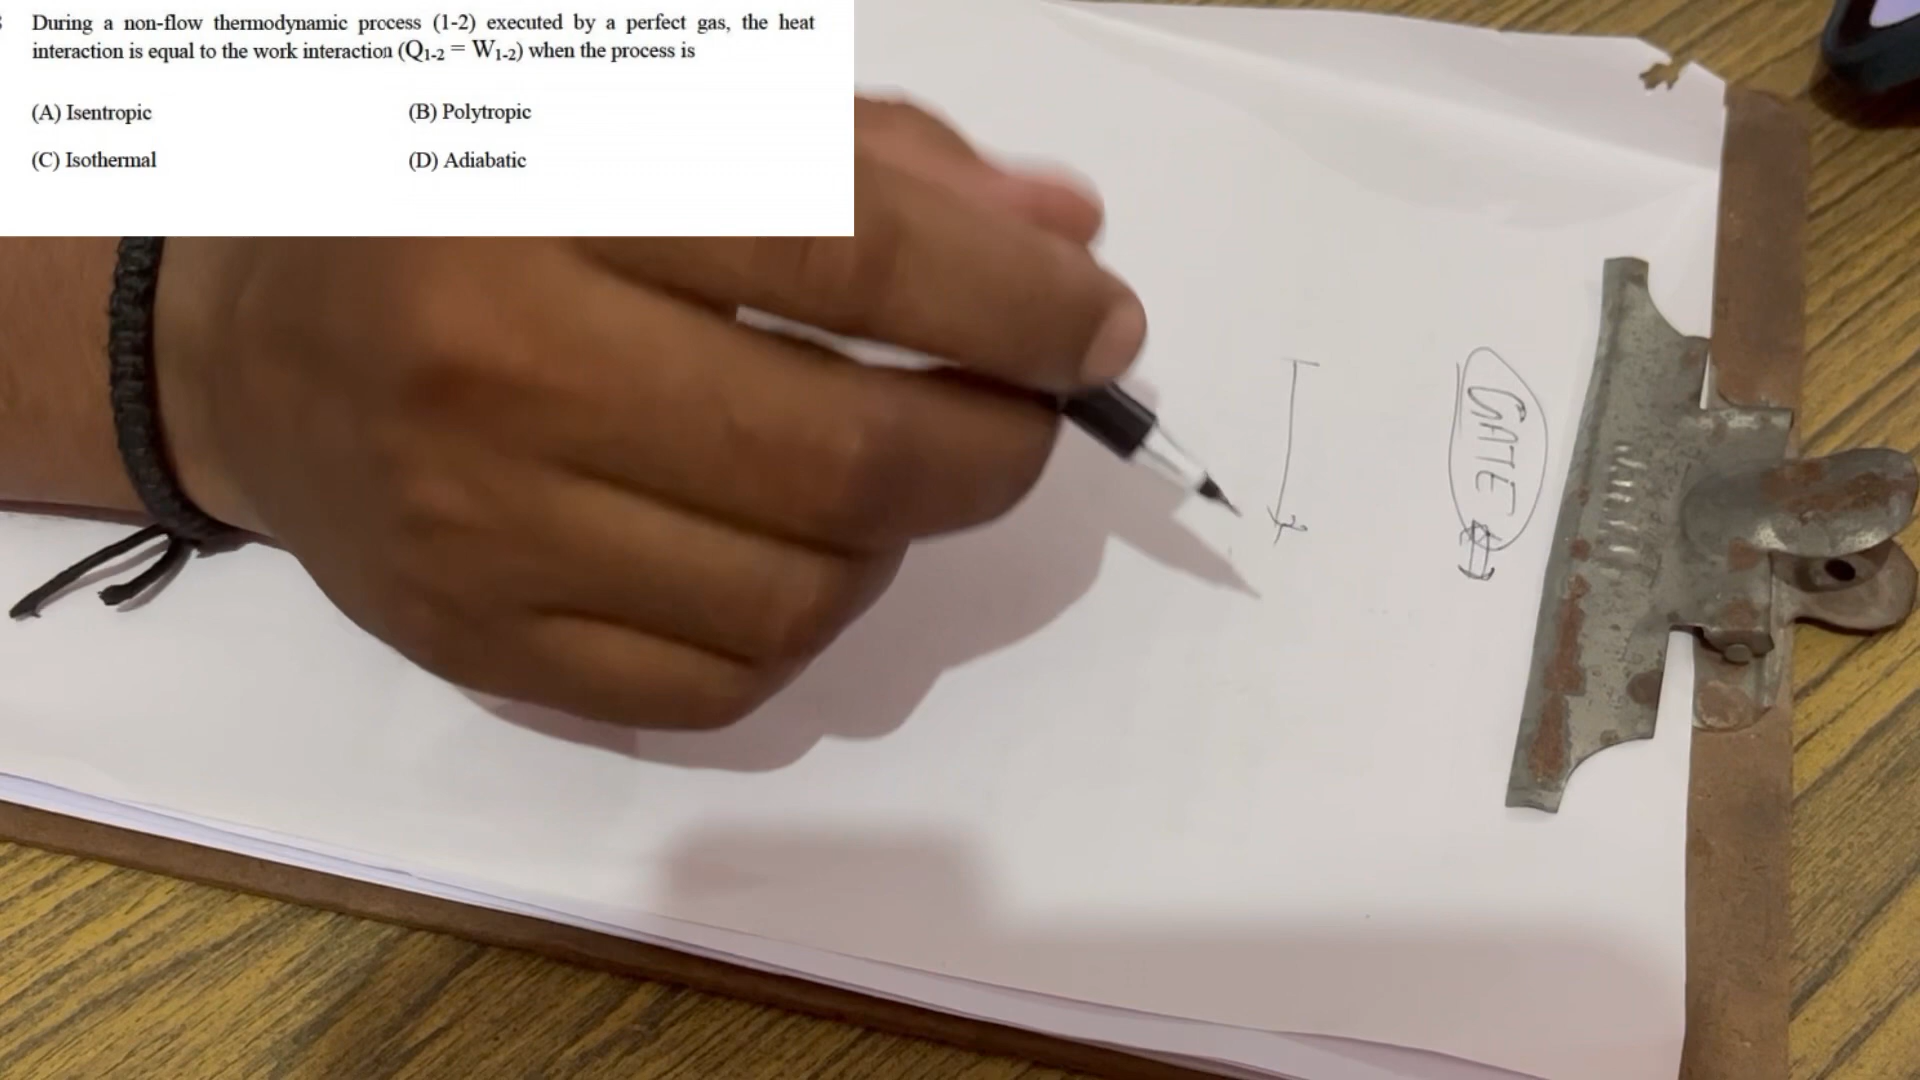 During a non-flow thermodynamic process (1-2) executed by a perfect gas, the heat
interaction is equal to the work interaction (Q1-2 = W1-2) when the process is
(A) Isentropic (B) Polytropic
(C) Isothermal (D) Adiabatic
GATE